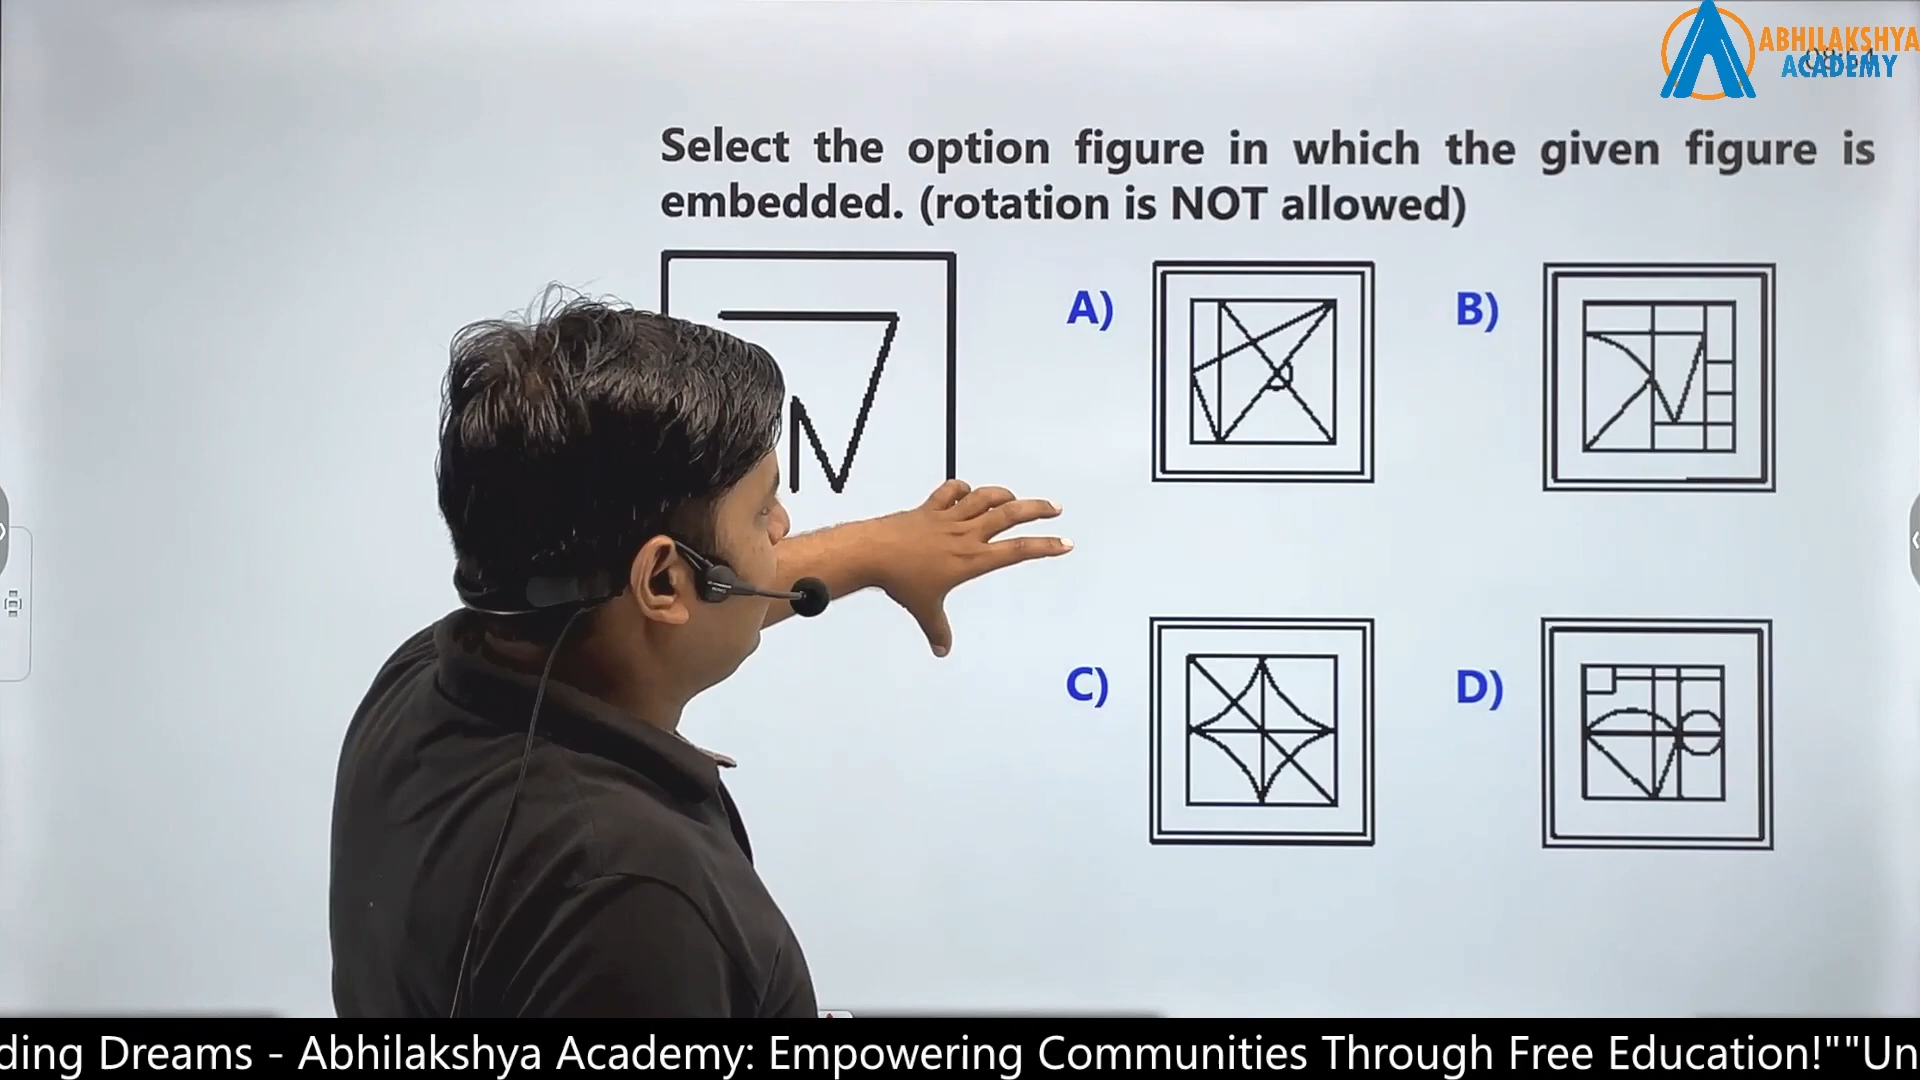 ABHILAKSHYA
ACADEMY
Select the option figure in which the given figure is
embedded. (rotation is NOT allowed)
A)
B)
C)
D)
ding Dreams - Abhilakshya Academy: Empowering Communities Through Free Education!""Un